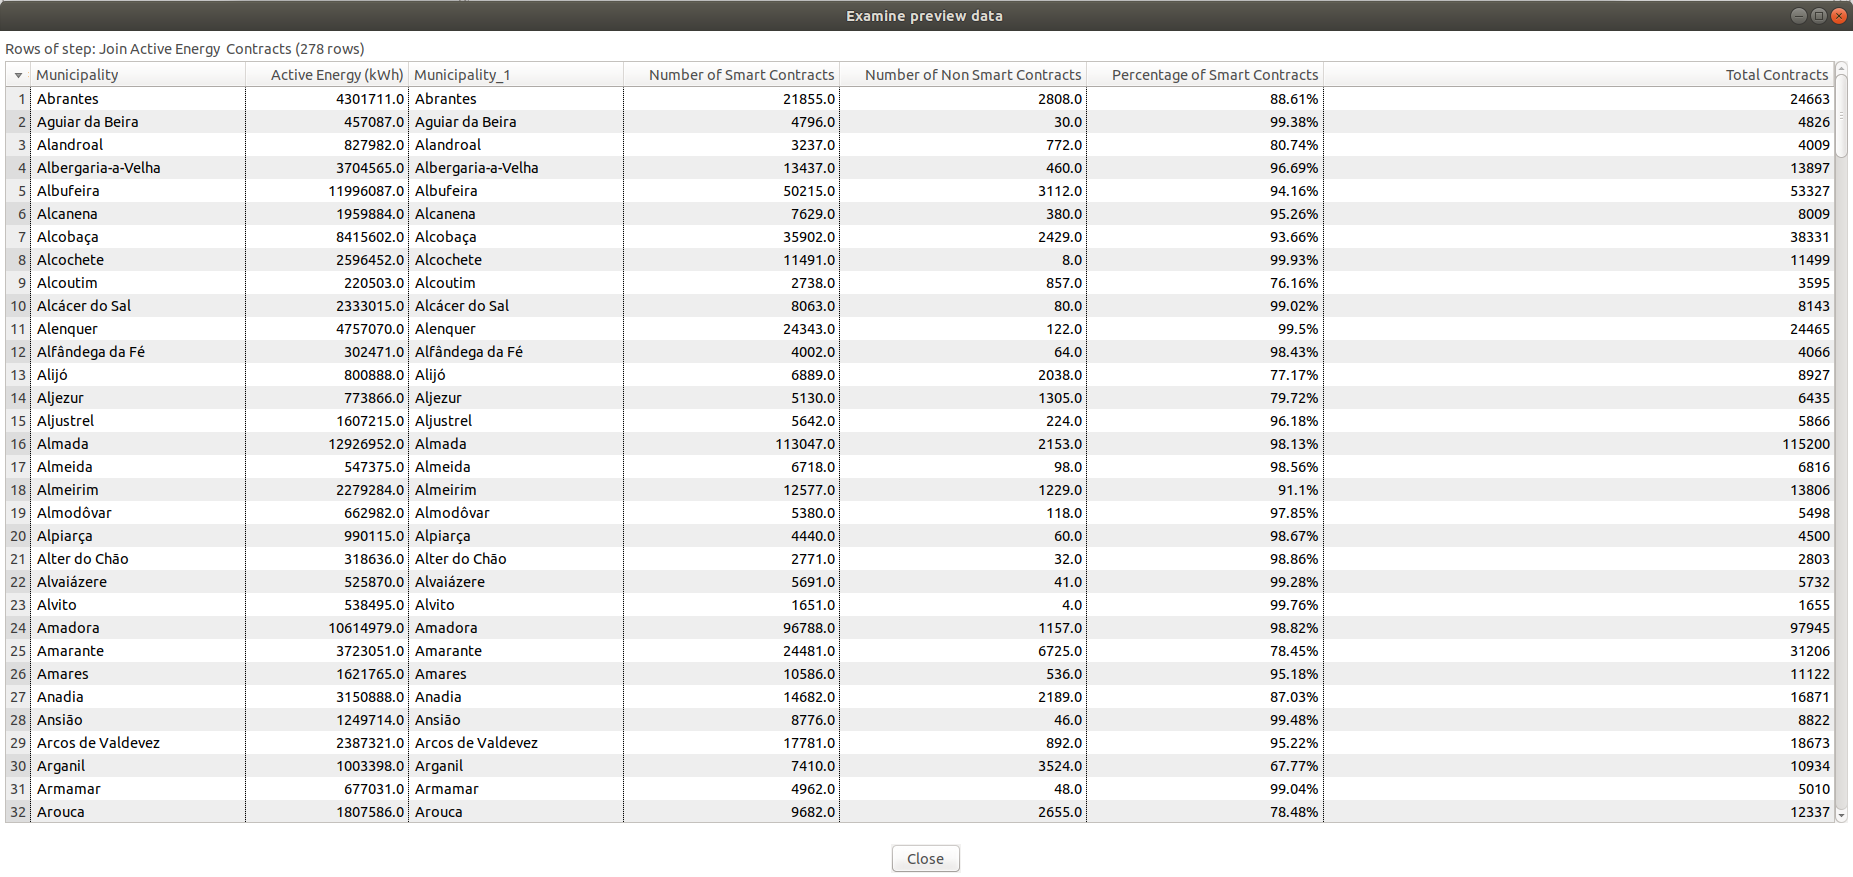 Examine preview data
Rows of step: Join Active Energy  Contracts (278 rows)
Municipality Active Energy (kWh) Municipality_1 Number of Smart Contracts Number of Non Smart Contracts Percentage of Smart Contracts Total Contracts
1 Abrantes 4301711.0 Abrantes 21855.0 2808.0 88.61% 24663
2 Aguiar da Beira 457087.0 Aguiar da Beira 4796.0 30.0 99.38% 4826
3 Alandroal 827982.0 Alandroal 3237.0 772.0 80.74% 4009
4 Albergaria-a-Velha 3704565.0 Albergaria-a-Velha 13437.0 460.0 96.69% 13897
5 Albufeira 11996087.0 Albufeira 50215.0 3112.0 94.16% 53327
6 Alcanena 1959884.0 Alcanena 7629.0 380.0 95.26% 8009
7 Alcobaça 8415602.0 Alcobaça 35902.0 2429.0 93.66% 38331
8 Alcochete 2596452.0 Alcochete 11491.0 8.0 99.93% 11499
9 Alcoutim 220503.0 Alcoutim 2738.0 857.0 76.16% 3595
10 Alcácer do Sal 2333015.0 Alcácer do Sal 8063.0 80.0 99.02% 8143
11 Alenquer 4757070.0 Alenquer 24343.0 122.0 99.5% 24465
12 Alfândega da Fé 302471.0 Alfândega da Fé 4002.0 64.0 98.43% 4066
13 Alijó 800888.0 Alijó 6889.0 2038.0 77.17% 8927
14 Aljezur 773866.0 Aljezur 5130.0 1305.0 79.72% 6435
15 Aljustrel 1607215.0 Aljustrel 5642.0 224.0 96.18% 5866
16 Almada 12926952.0 Almada 113047.0 2153.0 98.13% 115200
17 Almeida 547375.0 Almeida 6718.0 98.0 98.56% 6816
18 Almeirim 2279284.0 Almeirim 12577.0 1229.0 91.1% 13806
19 Almodôvar 662982.0 Almodôvar 5380.0 118.0 97.85% 5498
20 Alpiarça 990115.0 Alpiarça 4440.0 60.0 98.67% 4500
21 Alter do Chão 318636.0 Alter do Chão 2771.0 32.0 98.86% 2803
22 Alvaiázere 525870.0 Alvaiázere 5691.0 41.0 99.28% 5732
23 Alvito 538495.0 Alvito 1651.0 4.0 99.76% 1655
24 Amadora 10614979.0 Amadora 96788.0 1157.0 98.82% 97945
25 Amarante 3723051.0 Amarante 24481.0 6725.0 78.45% 31206
26 Amares 1621765.0 Amares 10586.0 536.0 95.18% 11122
27 Anadia 3150888.0 Anadia 14682.0 2189.0 87.03% 16871
28 Ansião 1249714.0 Ansião 8776.0 46.0 99.48% 8822
29 Arcos de Valdevez 2387321.0 Arcos de Valdevez 17781.0 892.0 95.22% 18673
30 Arganil 1003398.0 Arganil 7410.0 3524.0 67.77% 10934
31 Armamar 677031.0 Armamar 4962.0 48.0 99.04% 5010
32 Arouca 1807586.0 Arouca 9682.0 2655.0 78.48% 12337
Close